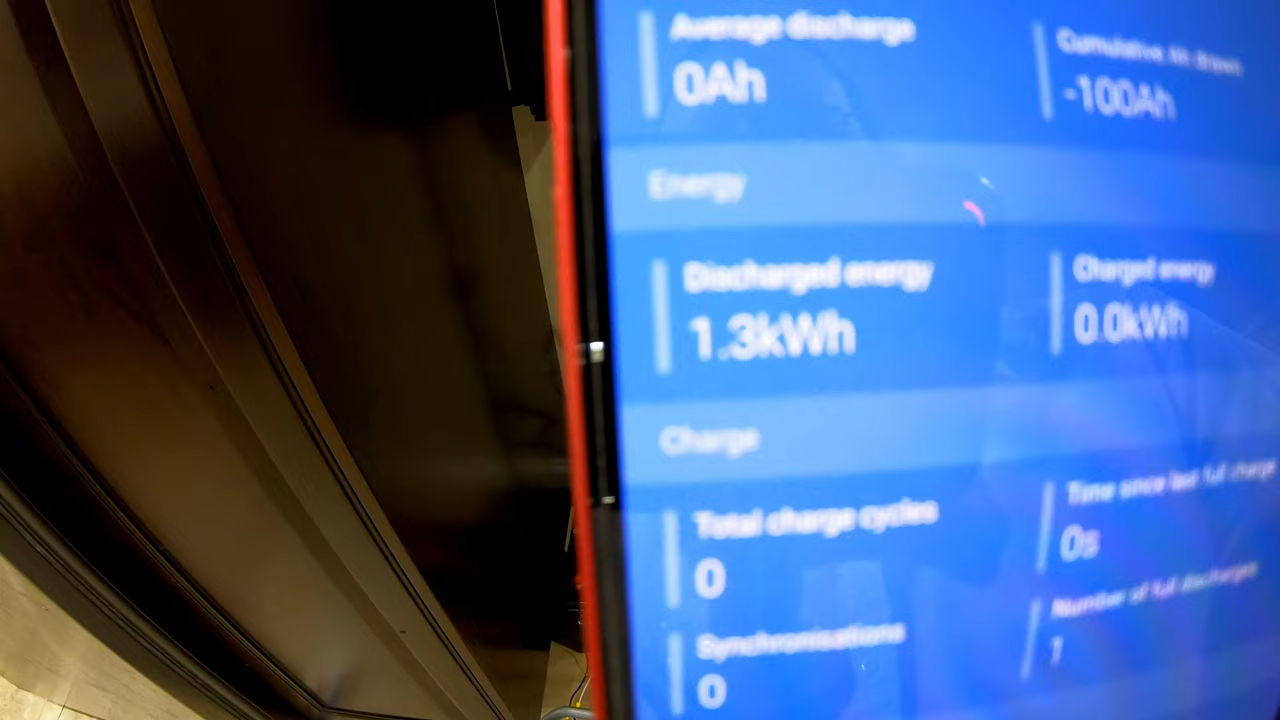 Average discharge
Cumulative Ah drawn
0Ah
-100Ah
Energy
Discharged energy
Charged energy
1.3kWh
0.0kWh
Charge
Total charge cycles
Time since last full charge
0
0s
Synchronisations
Number of full discharges
0
1